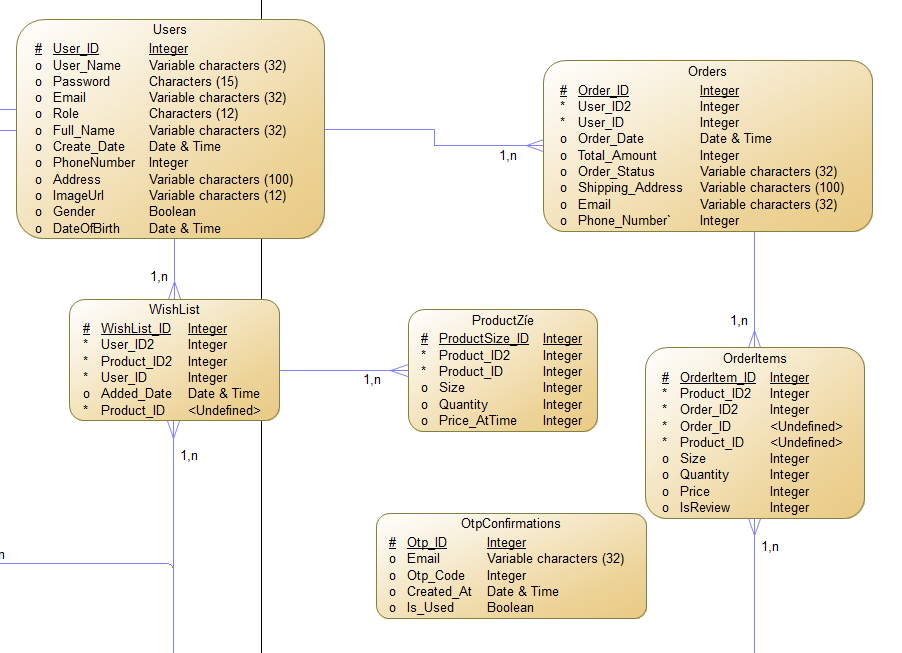 Users
# User_ID Integer
o User_Name Variable characters (32)
o Password Characters (15)
o Email Variable characters (32)
o Role Characters (12)
o Full_Name Variable characters (32)
o Create_Date Date & Time
o PhoneNumber Integer
o Address Variable characters (100)
o ImageUrl Variable characters (12)
o Gender Boolean
o DateOfBirth Date & Time
Orders
# Order_ID Integer
* User_ID2 Integer
* User_ID Integer
o Order_Date Date & Time
o Total_Amount Integer
o Order_Status Variable characters (32)
o Shipping_Address Variable characters (100)
o Email Variable characters (32)
o Phone_Number` Integer
1,n
1,n
WishList
# WishList_ID Integer
* User_ID2 Integer
* Product_ID2 Integer
* User_ID Integer
o Added_Date Date & Time
* Product_ID <Undefined>
1,n
ProductZíe
# ProductSize_ID Integer
* Product_ID2 Integer
* Product_ID Integer
o Size Integer
o Quantity Integer
o Price_AtTime Integer
1,n
1,n
OrderItems
# OrderItem_ID Integer
* Product_ID2 Integer
* Order_ID2 Integer
* Order_ID <Undefined>
* Product_ID <Undefined>
o Size Integer
o Quantity Integer
o Price Integer
o IsReview Integer
1,n
OtpConfirmations
# Otp_ID Integer
o Email Variable characters (32)
o Otp_Code Integer
o Created_At Date & Time
o Is_Used Boolean
n